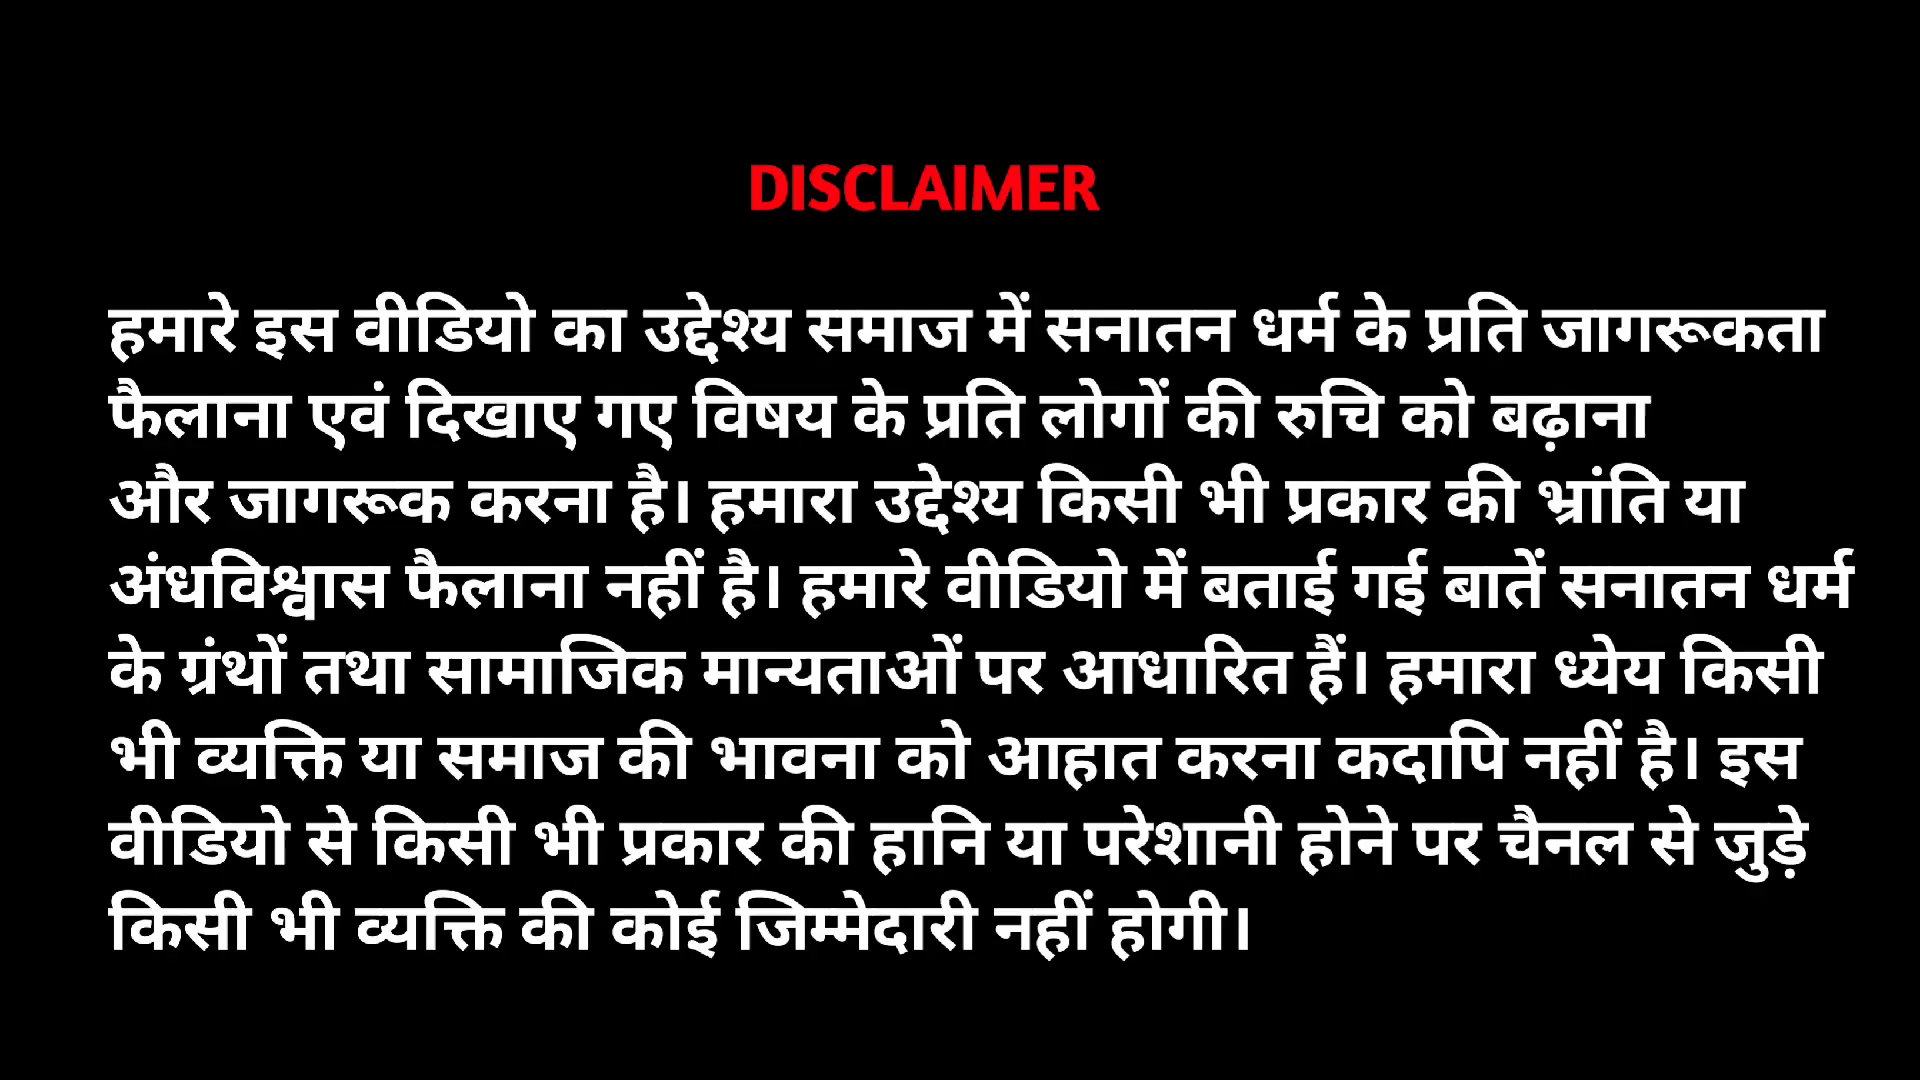 DISCLAIMER
हमारे इस वीडियो का उद्देश्य समाज में सनातन धर्म के प्रति जागरूकता
फैलाना एवं दिखाए गए विषय के प्रति लोगों की रुचि को बढ़ाना
और जागरूक करना है। हमारा उद्देश्य किसी भी प्रकार की भ्रांति या
अंधविश्वास फैलाना नहीं है। हमारे वीडियो में बताई गई बातें सनातन धर्म
के ग्रंथों तथा सामाजिक मान्यताओं पर आधारित हैं। हमारा ध्येय किसी
भी व्यक्ति या समाज की भावना को आहात करना कदापि नहीं है। इस
वीडियो से किसी भी प्रकार की हानि या परेशानी होने पर चैनल से जुड़े
किसी भी व्यक्ति की कोई जिम्मेदारी नहीं होगी।